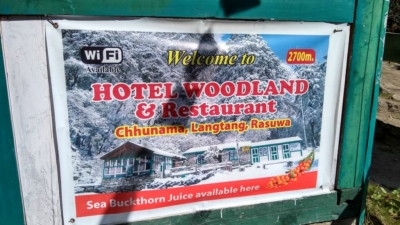 WiFi
Available
Welcome to
2700m.
HOTEL WOODLAND
& Restaurant
Chhunama, Langtang, Rasuwa
Sea Buckthorn Juice available here